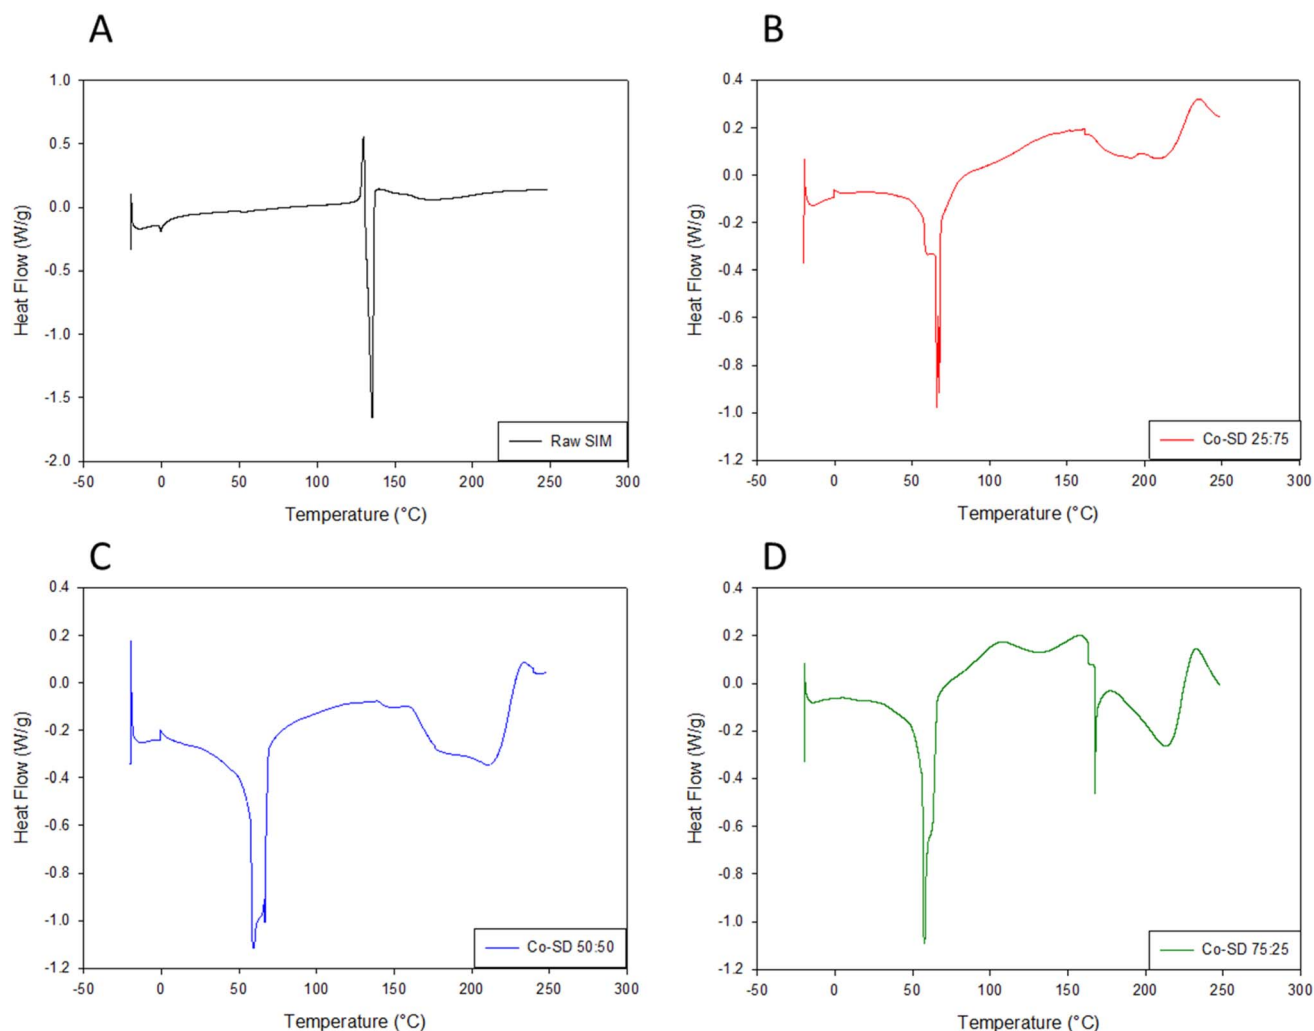 A
1.0
0.5
0.0
-0.5
-1.0
-1.5
-2.0
Heat Flow (W/g)
-50 0 50 100 150 200 250 300
Temperature (°C)
Raw SIM
B
0.4
0.2
0.0
-0.2
-0.4
-0.6
-0.8
-1.0
-1.2
Heat Flow (W/g)
-50 0 50 100 150 200 250 300
Temperature (°C)
Co-SD 25:75
C
0.4
0.2
0.0
-0.2
-0.4
-0.6
-0.8
-1.0
-1.2
Heat Flow (W/g)
-50 0 50 100 150 200 250 300
Temperature (°C)
Co-SD 50:50
D
0.4
0.2
0.0
-0.2
-0.4
-0.6
-0.8
-1.0
-1.2
Heat Flow (W/g)
-50 0 50 100 150 200 250 300
Temperature (°C)
Co-SD 75:25